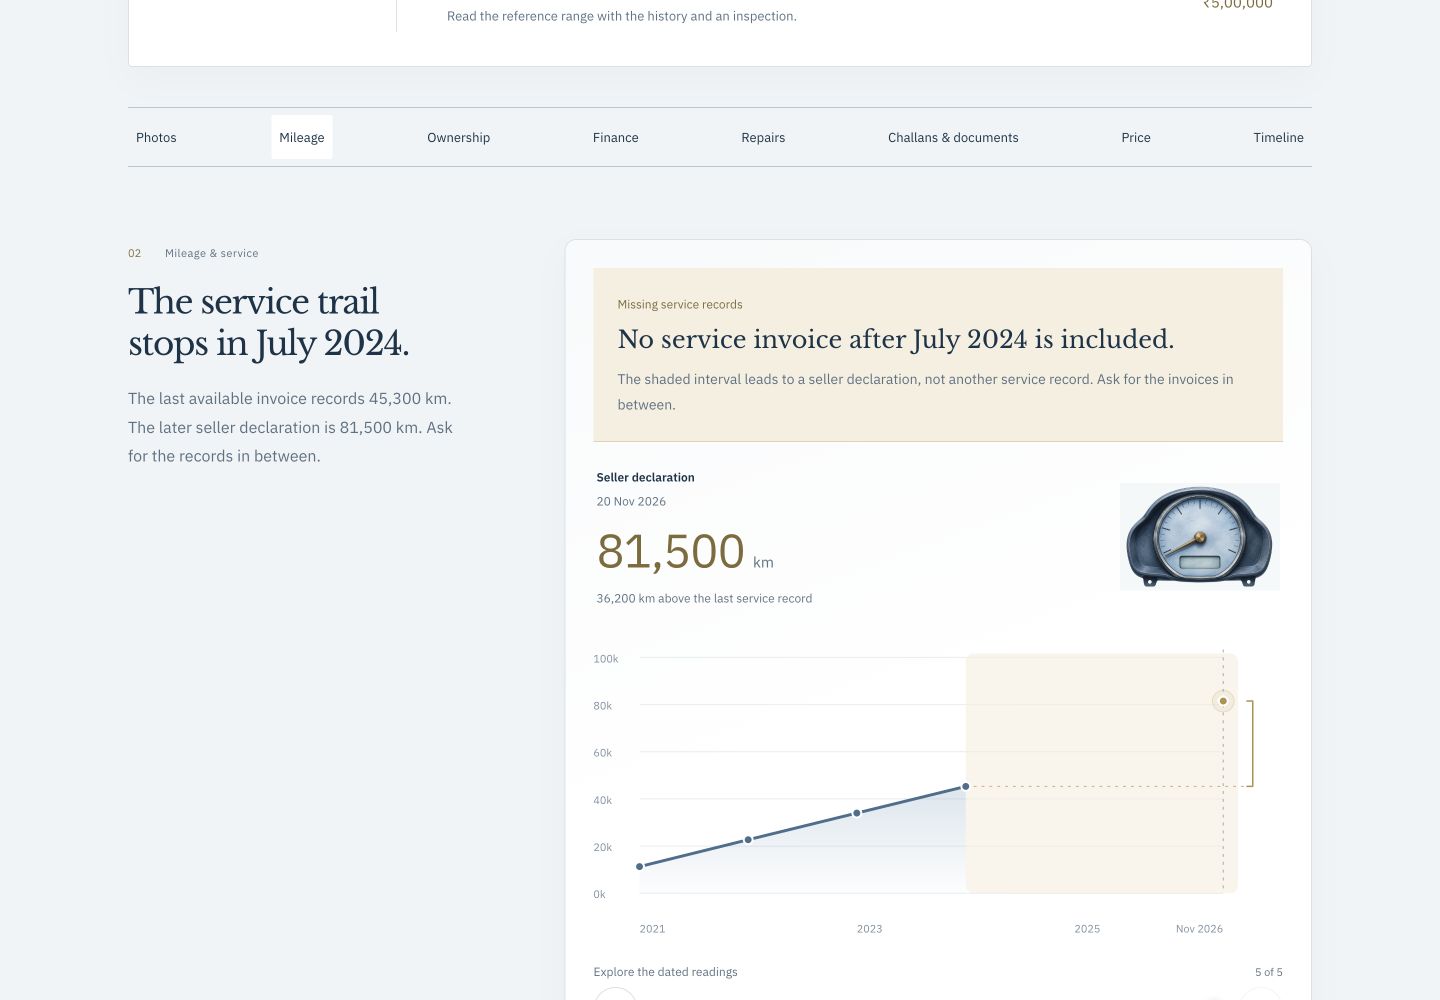 Read the reference range with the history and an inspection.
₹5,00,000
Photos
Mileage
Ownership
Finance
Repairs
Challans & documents
Price
Timeline
02 Mileage & service
The service trail
stops in July 2024.
The last available invoice records 45,300 km.
The later seller declaration is 81,500 km. Ask
for the records in between.
Missing service records
No service invoice after July 2024 is included.
The shaded interval leads to a seller declaration, not another service record. Ask for the invoices in
between.
Seller declaration
20 Nov 2026
81,500 km
36,200 km above the last service record
100k
80k
60k
40k
20k
0k
2021
2023
2025
Nov 2026
Explore the dated readings
5 of 5